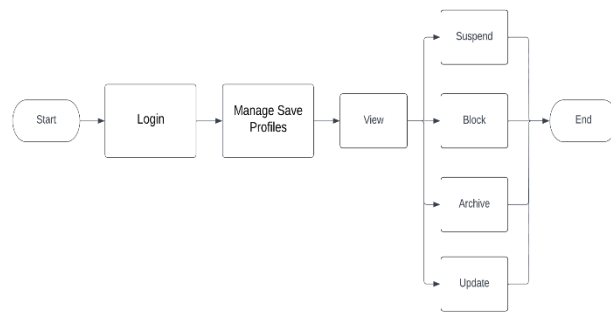 Start
Login
Manage Save
Profiles
View
Suspend
Block
Archive
Update
End